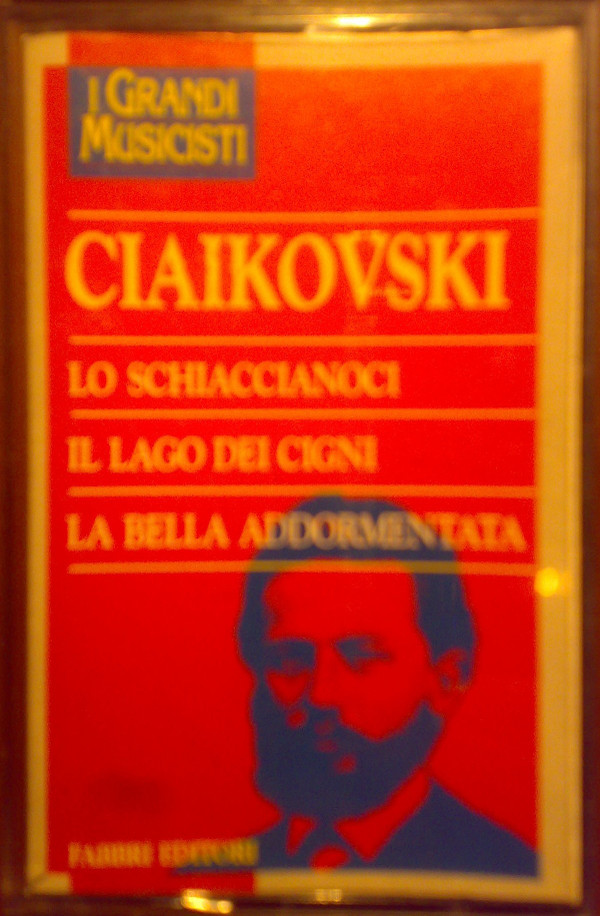 I GRANDI
MUSICISTI
CIAIKOVSKI
LO SCHIACCIANOCI
IL LAGO DEI CIGNI
LA BELLA ADDORMENTATA
FABBRI EDITORI